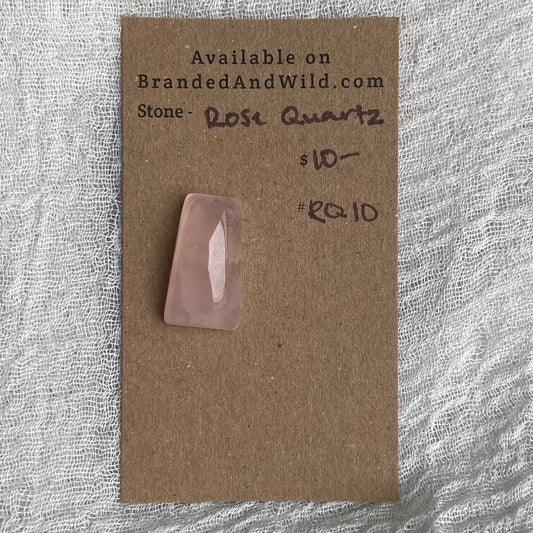 Available on
BrandedAndWild.com
Stone - Rose Quartz
$ 10-
# RQ10